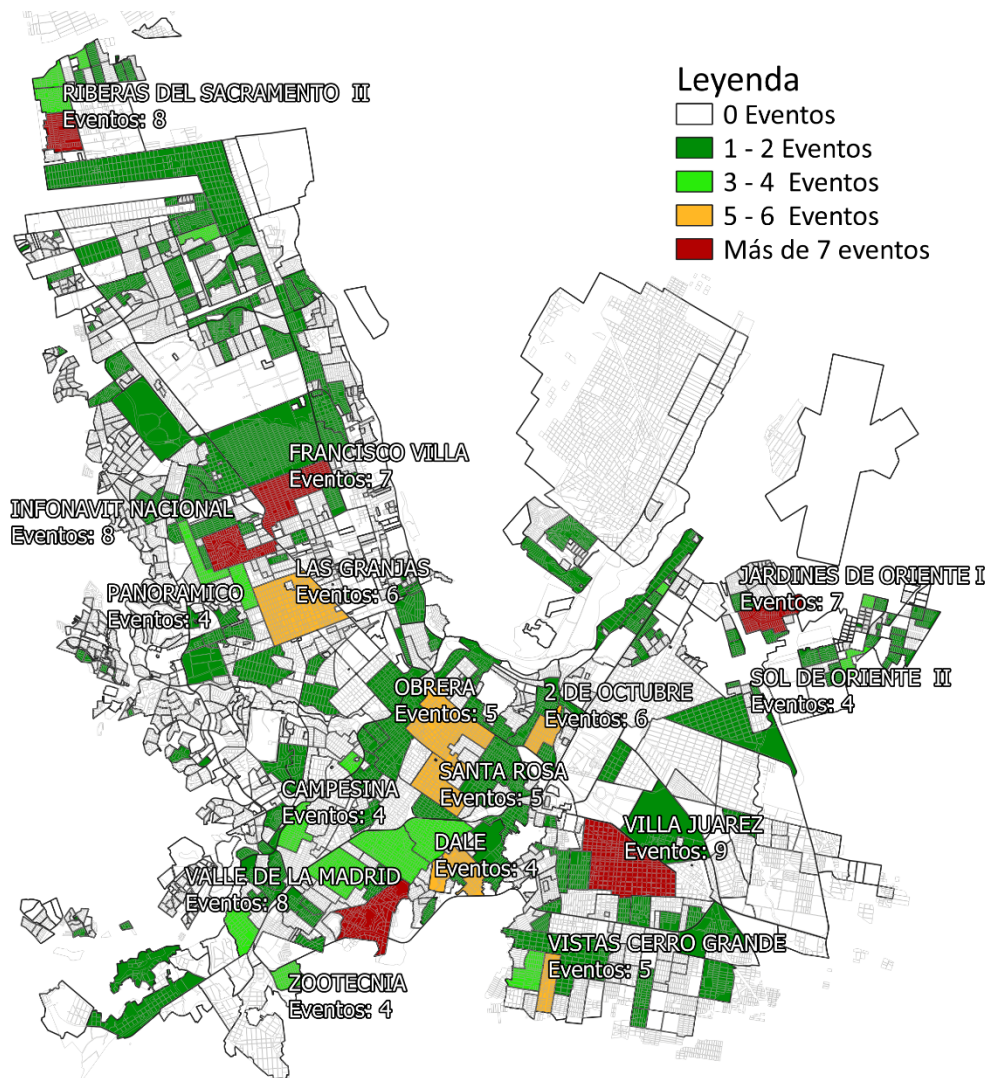 RIBERAS DEL SACRAMENTO II
Eventos: 8
Leyenda
0 Eventos
1 - 2 Eventos
3 - 4 Eventos
5 - 6 Eventos
Más de 7 eventos
FRANCISCO VILLA
Eventos: 7
INFONAVIT NACIONAL
Eventos: 8
LAS GRANJAS
Eventos: 6
PANORAMICO
Eventos: 4
JARDINES DE ORIENTE I
Eventos: 7
SOL DE ORIENTE II
Eventos: 4
OBRERA
Eventos: 5
2 DE OCTUBRE
Eventos: 6
SANTA ROSA
Eventos: 5
CAMPESINA
Eventos: 4
VILLA JUAREZ
Eventos: 9
DALE
Eventos: 4
VALLE DE LA MADRID
Eventos: 8
VISTAS CERRO GRANDE
Eventos: 5
ZOOTECNIA
Eventos: 4